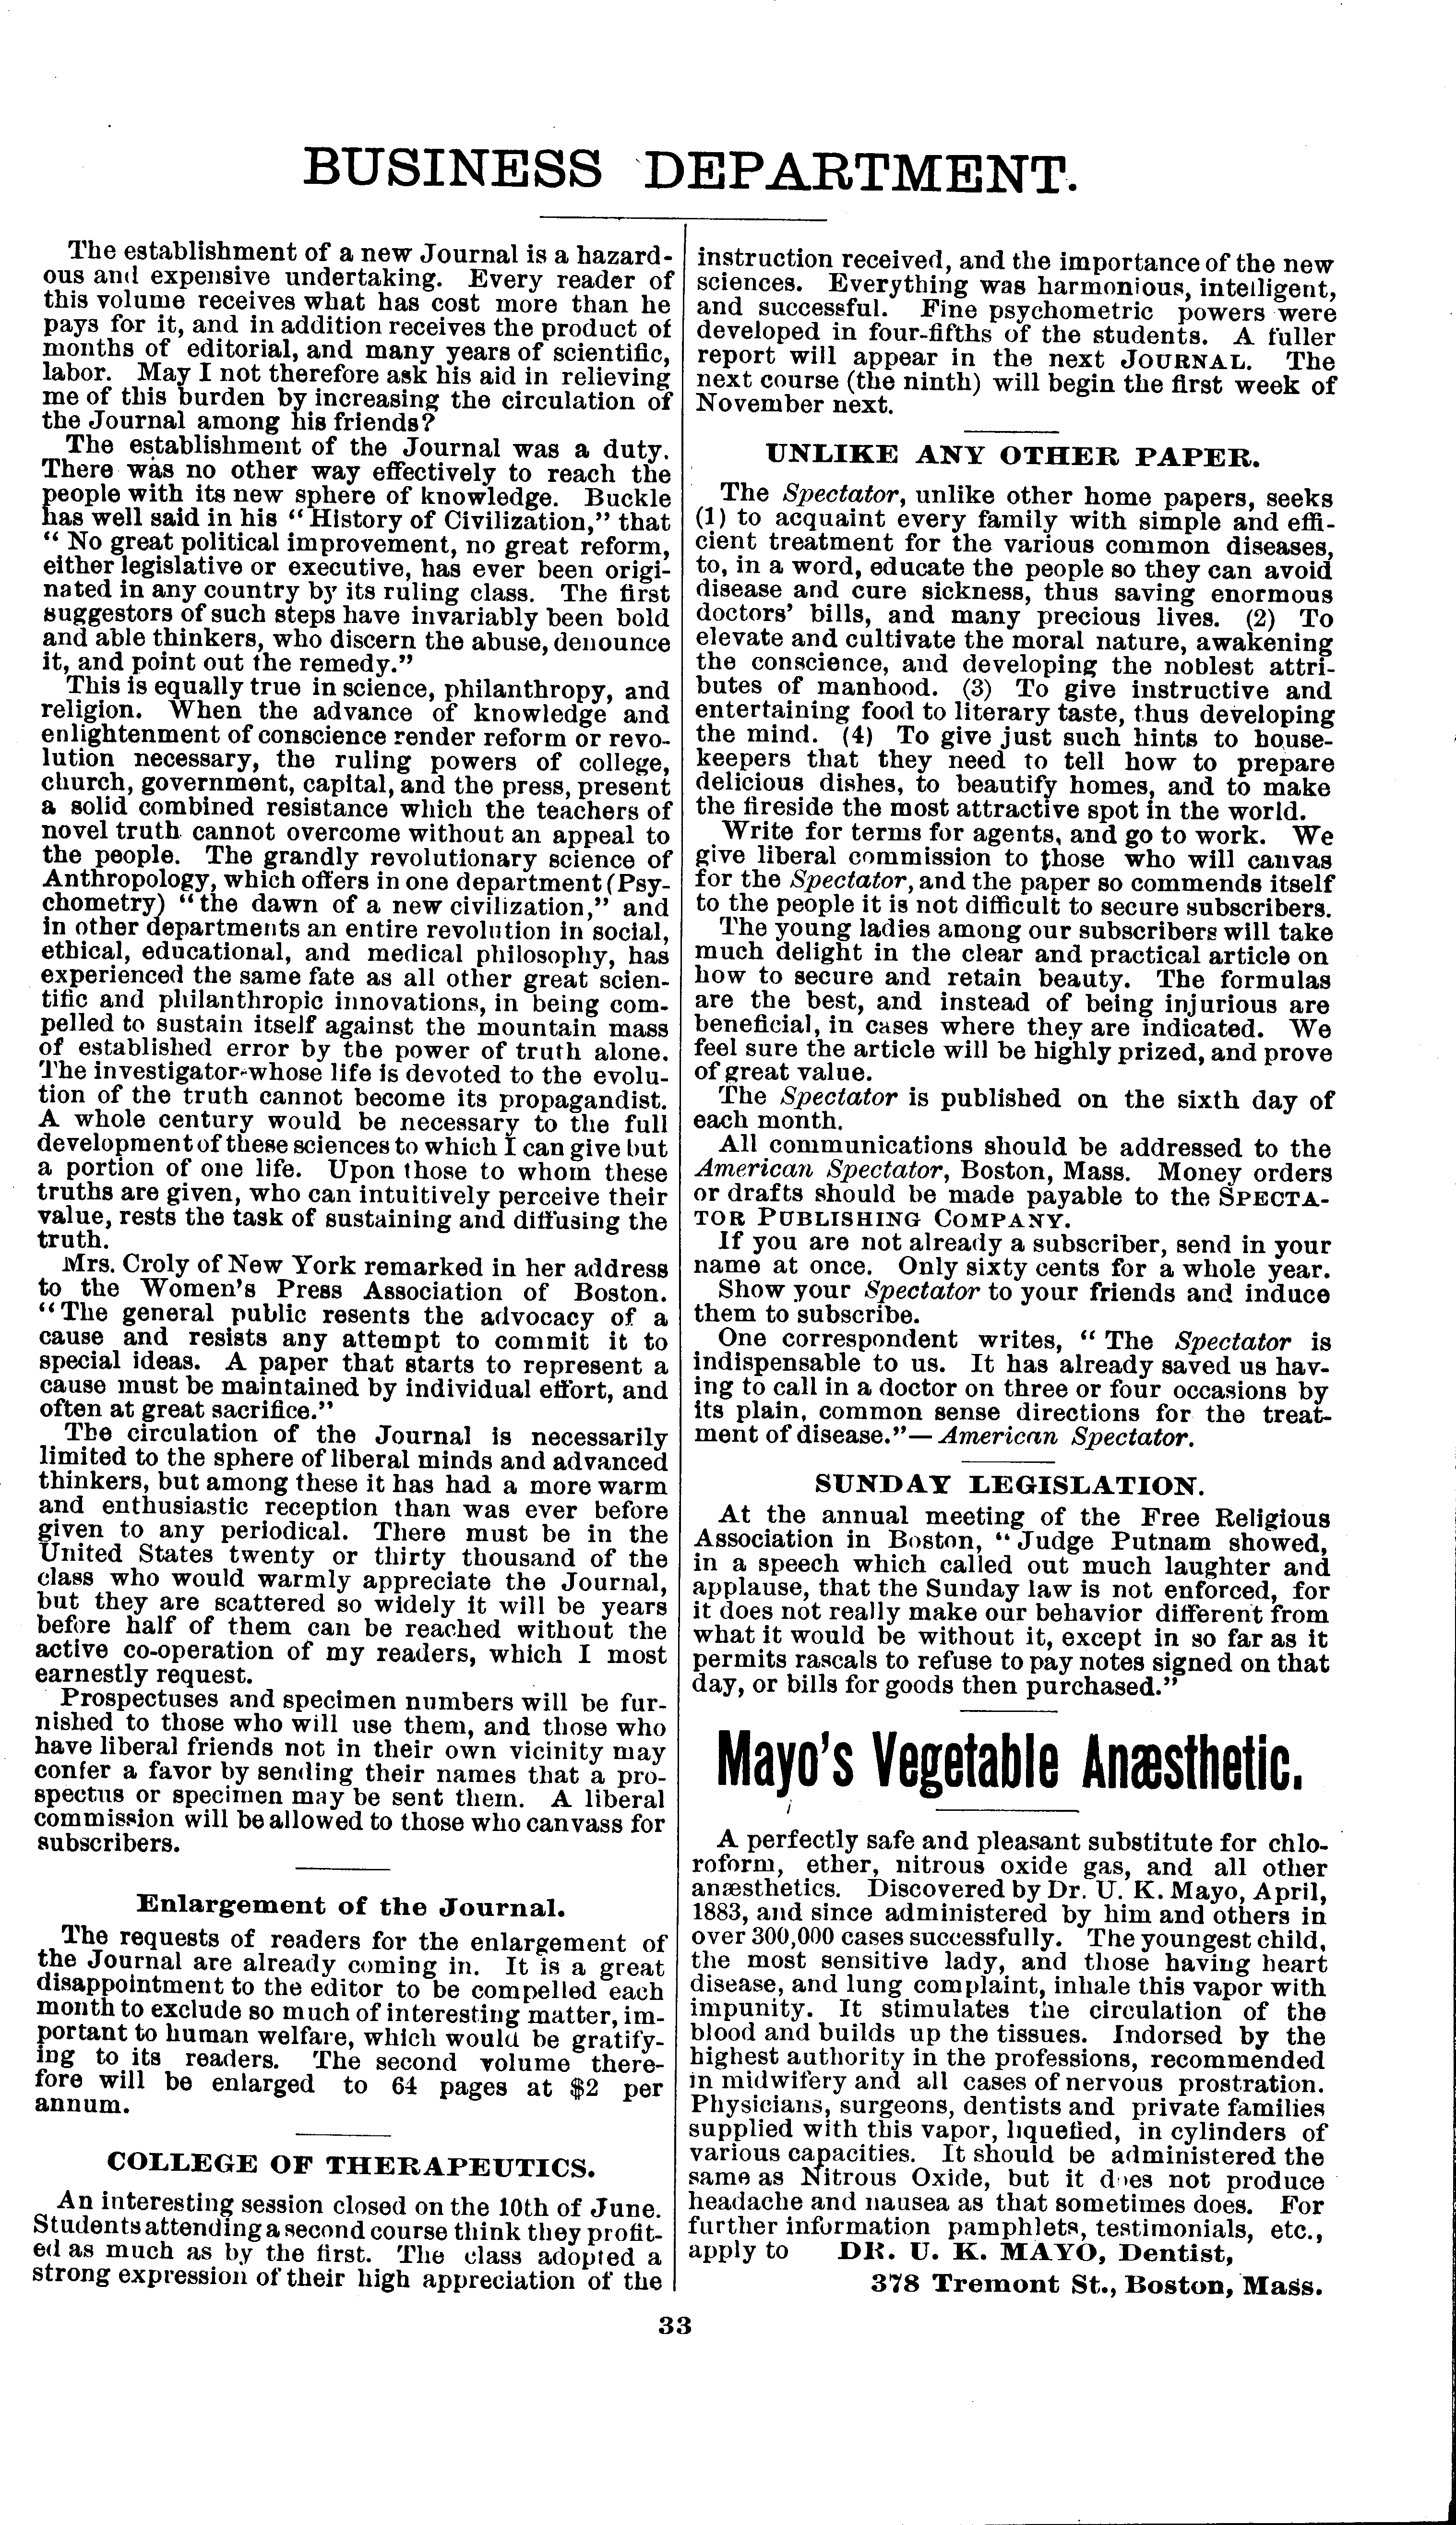 BUSINESS DEPARTMENT.
The establishment of a new Journal is a hazard-
ous and expensive undertaking. Every reader of
this volume receives what has cost more than he
pays for it, and in addition receives the product of
months of editorial, and many years of scientific,
labor. May I not therefore ask his aid in relieving
me of this burden by increasing the circulation of
the Journal among his friends?
The establishment of the Journal was a duty.
There was no other way effectively to reach the
people with its new sphere of knowledge. Buckle
has well said in his “History of Civilization,” that
“No great political improvement, no great reform,
either legislative or executive, has ever been origi-
nated in any country by its ruling class. The first
suggestors of such steps have invariably been bold
and able thinkers, who discern the abuse, denounce
it, and point out the remedy.”
This is equally true in science, philanthropy, and
religion. When the advance of knowledge and
enlightenment of conscience render reform or revo-
lution necessary, the ruling powers of college,
church, government, capital, and the press, present
a solid combined resistance which the teachers of
novel truth cannot overcome without an appeal to
the people. The grandly revolutionary science of
Anthropology, which offers in one department (Psy-
chometry) “the dawn of a new civilization,” and
in other departments an entire revolution in social,
ethical, educational, and medical philosophy, has
experienced the same fate as all other great scien-
tific and philanthropic innovations, in being com-
pelled to sustain itself against the mountain mass
of established error by the power of truth alone.
The investigator whose life is devoted to the evolu-
tion of the truth cannot become its propagandist.
A whole century would be necessary to the full
development of these sciences to which I can give but
a portion of one life. Upon those to whom these
truths are given, who can intuitively perceive their
value, rests the task of sustaining and diffusing the
truth.
Mrs. Croly of New York remarked in her address
to the Women's Press Association of Boston.
“The general public resents the advocacy of a
cause and resists any attempt to commit it to
special ideas. A paper that starts to represent a
cause must be maintained by individual effort, and
often at great sacrifice.”
The circulation of the Journal is necessarily
limited to the sphere of liberal minds and advanced
thinkers, but among these it has had a more warm
and enthusiastic reception than was ever before
given to any periodical. There must be in the
United States twenty or thirty thousand of the
class who would warmly appreciate the Journal,
but they are scattered so widely it will be years
before half of them can be reached without the
active co-operation of my readers, which I most
earnestly request.
Prospectuses and specimen numbers will be fur-
nished to those who will use them, and those who
have liberal friends not in their own vicinity may
confer a favor by sending their names that a pro-
spectus or specimen may be sent them. A liberal
commission will be allowed to those who canvass for
subscribers.
Enlargement of the Journal.
The requests of readers for the enlargement of
the Journal are already coming in. It is a great
disappointment to the editor to be compelled each
month to exclude so much of interesting matter, im-
portant to human welfare, which would be gratify-
ing to its readers. The second volume there-
fore will be enlarged to 64 pages at $2 per
annum.
COLLEGE OF THERAPEUTICS.
An interesting session closed on the 10th of June.
Students attending a second course think they profit-
ed as much as by the first. The class adopted a
strong expression of their high appreciation of the
instruction received, and the importance of the new
sciences. Everything was harmonious, intelligent,
and successful. Fine psychometric powers were
developed in four-fifths of the students. A fuller
report will appear in the next JOURNAL. The
next course (the ninth) will begin the first week of
November next.
UNLIKE ANY OTHER PAPER.
The Spectator, unlike other home papers, seeks
(1) to acquaint every family with simple and effi-
cient treatment for the various common diseases,
to, in a word, educate the people so they can avoid
disease and cure sickness, thus saving enormous
doctors' bills, and many precious lives. (2) To
elevate and cultivate the moral nature, awakening
the conscience, and developing the noblest attri-
butes of manhood. (3) To give instructive and
entertaining food to literary taste, thus developing
the mind. (4) To give just such hints to house-
keepers that they need to tell how to prepare
delicious dishes, to beautify homes, and to make
the fireside the most attractive spot in the world.
Write for terms for agents, and go to work. We
give liberal commission to those who will canvas
for the Spectator, and the paper so commends itself
to the people it is not difficult to secure subscribers.
The young ladies among our subscribers will take
much delight in the clear and practical article on
how to secure and retain beauty. The formulas
are the best, and instead of being injurious are
beneficial, in cases where they are indicated. We
feel sure the article will be highly prized, and prove
of great value.
The Spectator is published on the sixth day of
each month.
All communications should be addressed to the
American Spectator, Boston, Mass. Money orders
or drafts should be made payable to the SPECTA-
TOR PUBLISHING COMPANY.
If you are not already a subscriber, send in your
name at once. Only sixty cents for a whole year.
Show your Spectator to your friends and induce
them to subscribe.
One correspondent writes, “The Spectator is
indispensable to us. It has already saved us hav-
ing to call in a doctor on three or four occasions by
its plain, common sense directions for the treat-
ment of disease.”—American Spectator.
SUNDAY LEGISLATION.
At the annual meeting of the Free Religious
Association in Boston, “Judge Putnam showed,
in a speech which called out much laughter and
applause, that the Sunday law is not enforced, for
it does not really make our behavior different from
what it would be without it, except in so far as it
permits rascals to refuse to pay notes signed on that
day, or bills for goods then purchased.”
Mayo's Vegetable Anæsthetic.
A perfectly safe and pleasant substitute for chlo-
roform, ether, nitrous oxide gas, and all other
anæsthetics. Discovered by Dr. U. K. Mayo, April,
1883, and since administered by him and others in
over 300,000 cases successfully. The youngest child,
the most sensitive lady, and those having heart
disease, and lung complaint, inhale this vapor with
impunity. It stimulates the circulation of the
blood and builds up the tissues. Indorsed by the
highest authority in the professions, recommended
in midwifery and all cases of nervous prostration.
Physicians, surgeons, dentists and private families
supplied with this vapor, liquefied, in cylinders of
various capacities. It should be administered the
same as Nitrous Oxide, but it does not produce
headache and nausea as that sometimes does. For
further information pamphlets, testimonials, etc.,
apply to DR. U. K. MAYO, Dentist,
378 Tremont St., Boston, Mass.
33